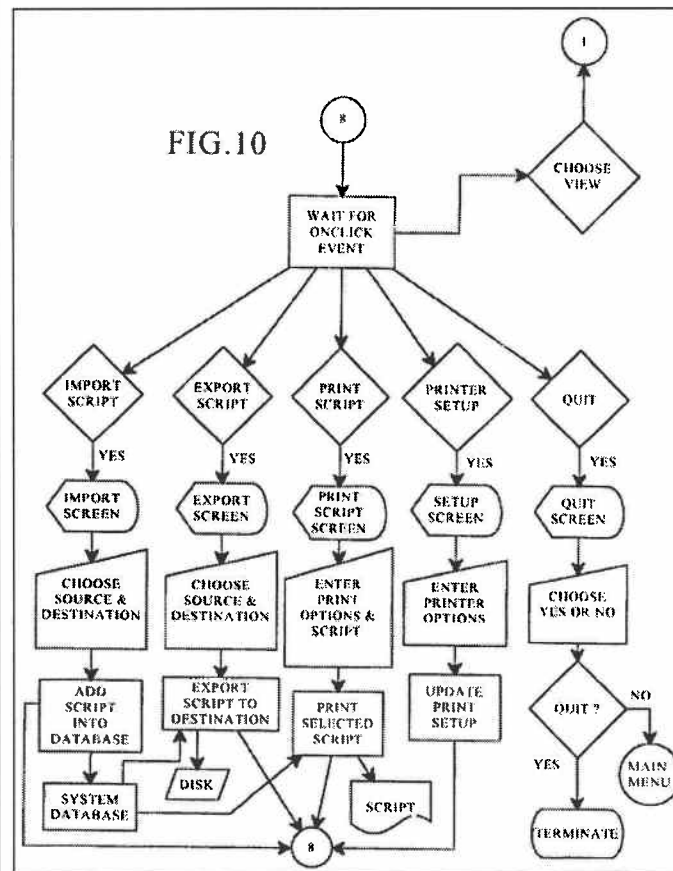 1
8
FIG.10
CHOOSE
VIEW
WAIT FOR
ONCLICK
EVENT
IMPORT
SCRIPT
EXPORT
SCRIPT
PRINT
SCRIPT
PRINTER
SETUP
QUIT
YES
YES
YES
YES
YES
IMPORT
SCREEN
EXPORT
SCREEN
PRINT
SCRIPT
SCREEN
SETUP
SCREEN
QUIT
SCREEN
CHOOSE
SOURCE &
DESTINATION
CHOOSE
SOURCE &
DESTINATION
ENTER
PRINT
OPTIONS &
SCRIPT
ENTER
PRINTER
OPTIONS
CHOOSE
YES OR NO
ADD
SCRIPT
INTO
DATABASE
EXPORT
SCRIPT TO
DESTINATION
PRINT
SELECTED
SCRIPT
UPDATE
PRINT
SETUP
QUIT ?
NO
YES
MAIN
MENU
SYSTEM
DATABASE
DISK
SCRIPT
8
TERMINATE